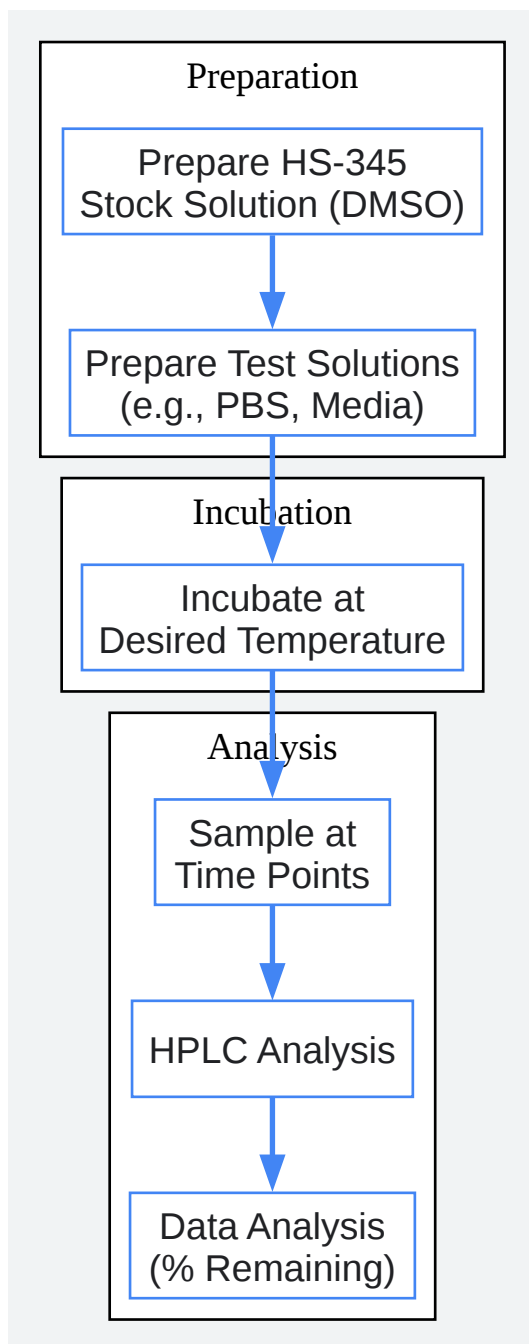 Preparation
Prepare HS-345
Stock Solution (DMSO)
Prepare Test Solutions
(e.g., PBS, Media)
Incubation
Incubate at
Desired Temperature
Analysis
Sample at
Time Points
HPLC Analysis
Data Analysis
(% Remaining)